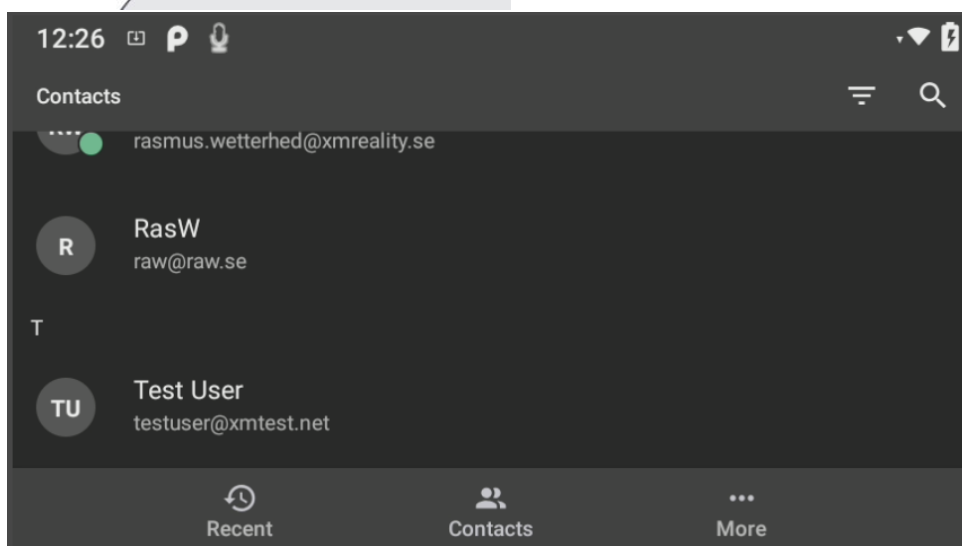 12:26
Contacts
rasmus.wetterhed@xmreality.se
R
RasW
raw@raw.se
T
TU
Test User
testuser@xmtest.net
Recent Contacts More